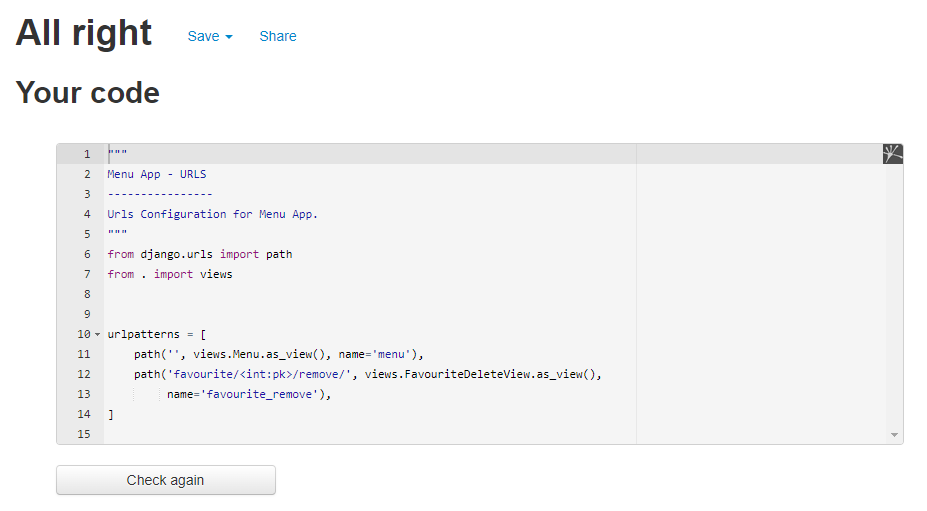 All right Save Share
Your code
1 """
2 Menu App - URLS
3 ----------------
4 Urls Configuration for Menu App.
5 """
6 from django.urls import path
7 from . import views
8
9
10 urlpatterns = [
11     path('', views.Menu.as_view(), name='menu'),
12     path('favourite/<int:pk>/remove/', views.FavouriteDeleteView.as_view(),
13          name='favourite_remove'),
14 ]
15
Check again